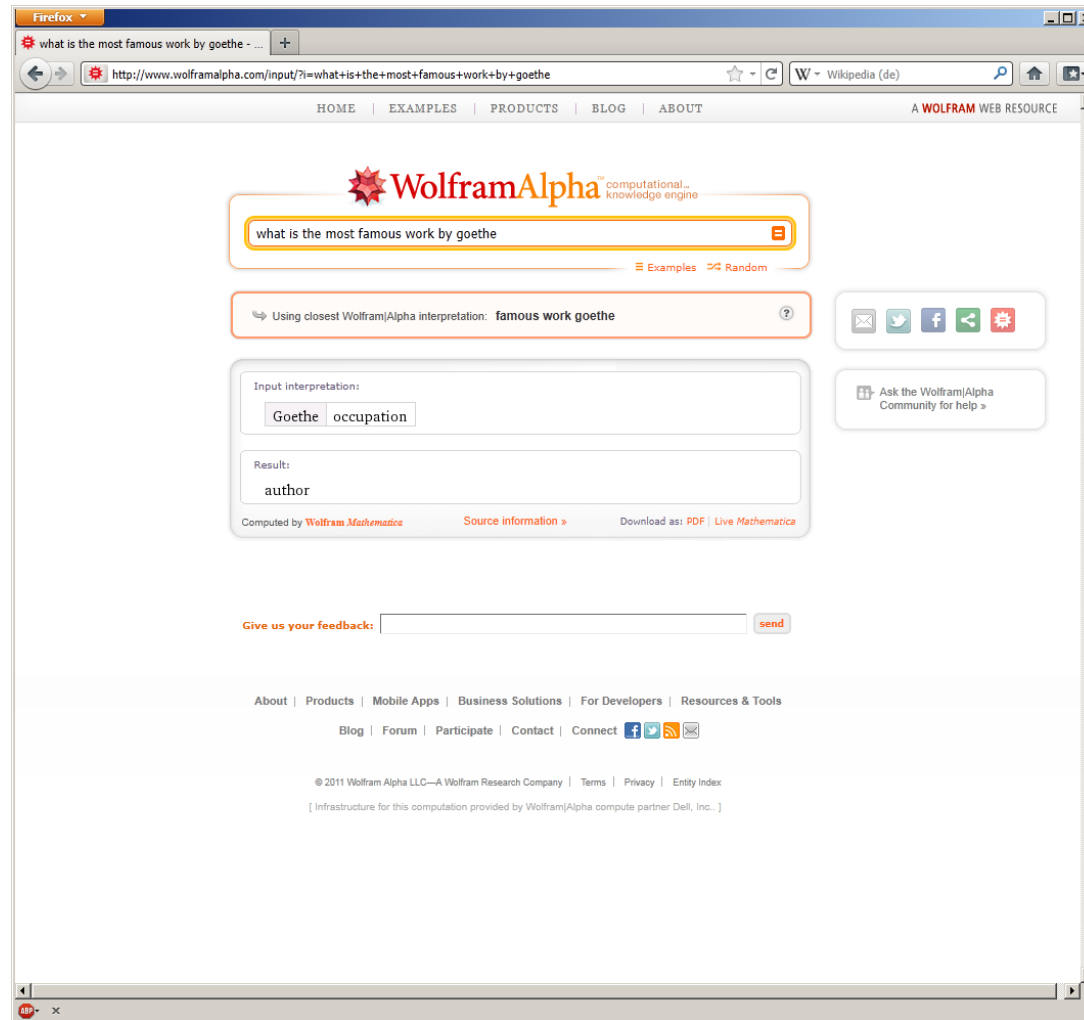 Firefox
what is the most famous work by goethe - ...
http://www.wolframalpha.com/input/?i=what+is+the+most+famous+work+by+goethe W Wikipedia (de)
HOME | EXAMPLES | PRODUCTS | BLOG | ABOUT A WOLFRAM WEB RESOURCE
WolframAlpha™ computational... knowledge engine
what is the most famous work by goethe
Examples Random
Using closest Wolfram|Alpha interpretation: famous work goethe ?
Input interpretation:
Goethe occupation
Result:
author
Computed by Wolfram Mathematica Source information » Download as: PDF | Live Mathematica
Ask the Wolfram|Alpha
Community for help »
Give us your feedback: send
About | Products | Mobile Apps | Business Solutions | For Developers | Resources & Tools
Blog | Forum | Participate | Contact | Connect
© 2011 Wolfram Alpha LLC—A Wolfram Research Company | Terms | Privacy | Entity Index
[ Infrastructure for this computation provided by Wolfram|Alpha compute partner Dell, Inc.. ]
ABP